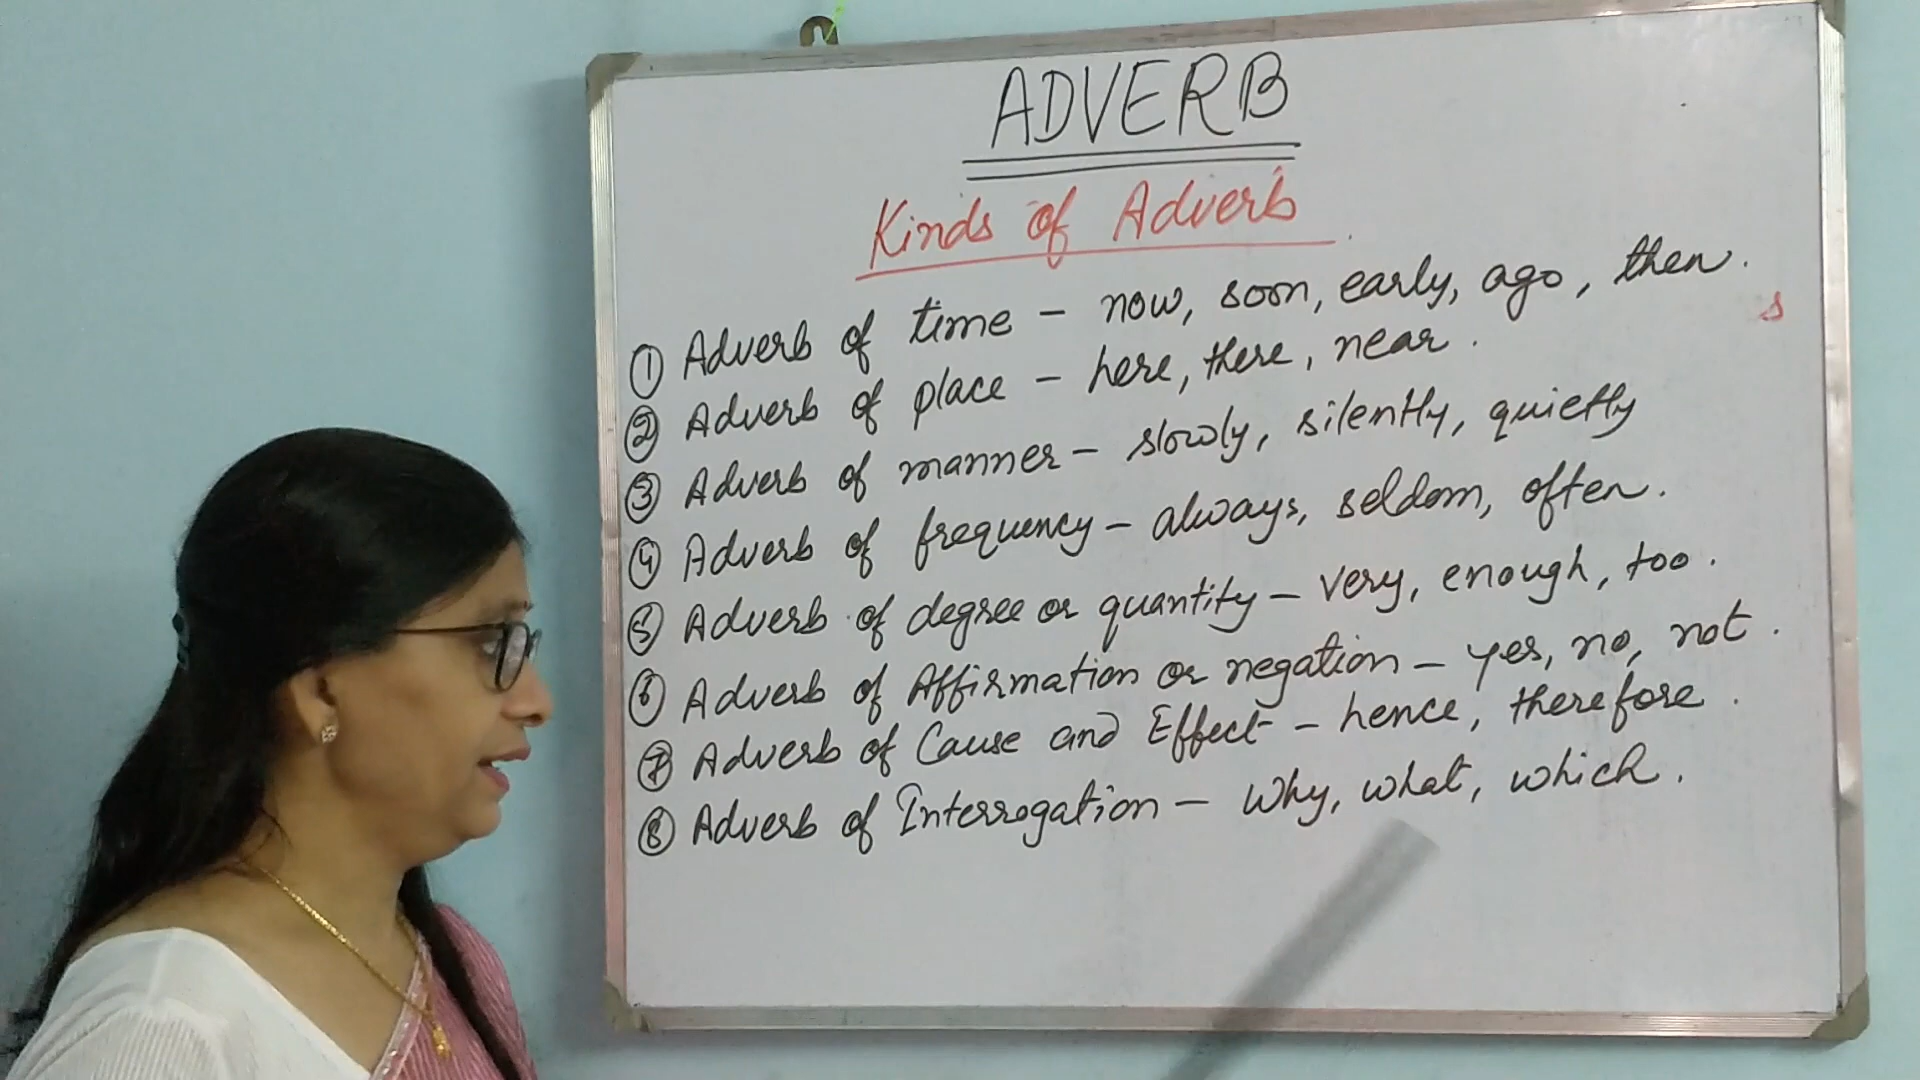 ADVERB
Kinds of Adverb
① Adverb of time - now, soon, early, ago, then.
s
② Adverb of place - here, there, near.
③ Adverb of manner - slowly, silently, quietly
④ Adverb of frequency - always, seldom, often.
⑤ Adverb of degree or quantity - very, enough, too.
⑥ Adverb of Affirmation or negation - yes, no, not.
⑦ Adverb of Cause and Effect - hence, therefore.
⑧ Adverb of Interrogation - Why, what, which.